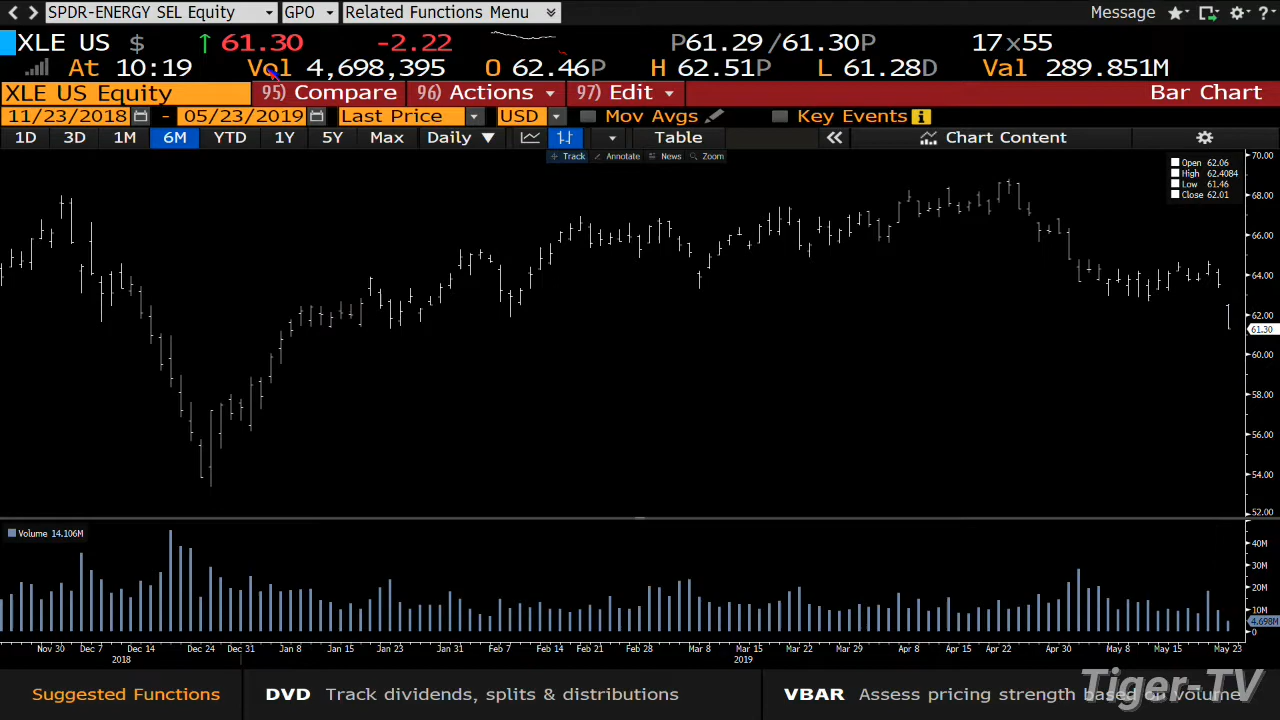 SPDR-ENERGY SEL Equity GPO Related Functions Menu Message
XLE US $ ↑ 61.30 -2.22 P61.29 /61.30P 17x55
At 10:19 Vol 4,698,395 O 62.46P H 62.51P L 61.28D Val 289.851M
XLE US Equity 95) Compare 96) Actions 97) Edit Bar Chart
11/23/2018 - 05/23/2019 Last Price USD Mov Avgs Key Events
1D 3D 1M 6M YTD 1Y 5Y Max Daily ▼ Table Chart Content
Track Annotate News Zoom
70.00
Open 62.06
High 62.4084
Low 61.46
Close 62.01
68.00
66.00
64.00
62.00
61.30
60.00
58.00
56.00
54.00
52.00
Volume 14.106M
40M
30M
20M
10M
4.698M
0
Nov 30 Dec 7 Dec 14 Dec 24 Dec 31 Jan 8 Jan 15 Jan 23 Jan 31 Feb 7 Feb 14 Feb 21 Feb 28 Mar 8 Mar 15 Mar 22 Mar 29 Apr 8 Apr 15 Apr 22 Apr 30 May 8 May 15 May 23
2018 2019
Suggested Functions DVD Track dividends, splits & distributions VBAR Assess pricing strength based on volume
Tiger-TV